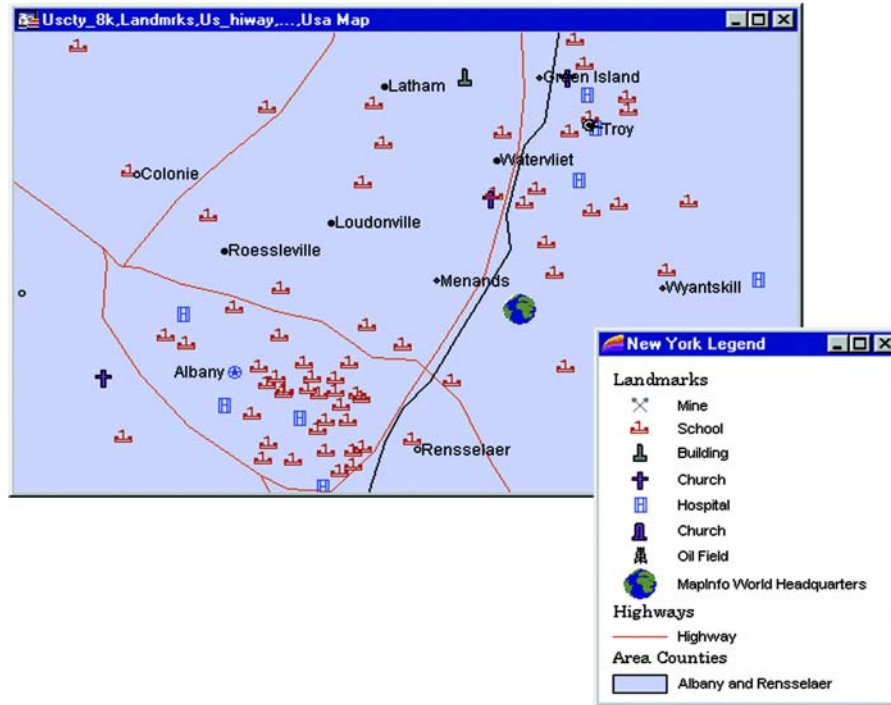 Uscty_8k,Landmrks,Us_hiway,...,Usa Map
Green Island
Latham
Troy
Watervliet
Colonie
Loudonville
Roessleville
Menands
Wyantskill
Albany
Rensselaer
New York Legend
Landmarks
Mine
School
Building
Church
Hospital
Church
Oil Field
MapInfo World Headquarters
Highways
Highway
Area Counties
Albany and Rensselaer